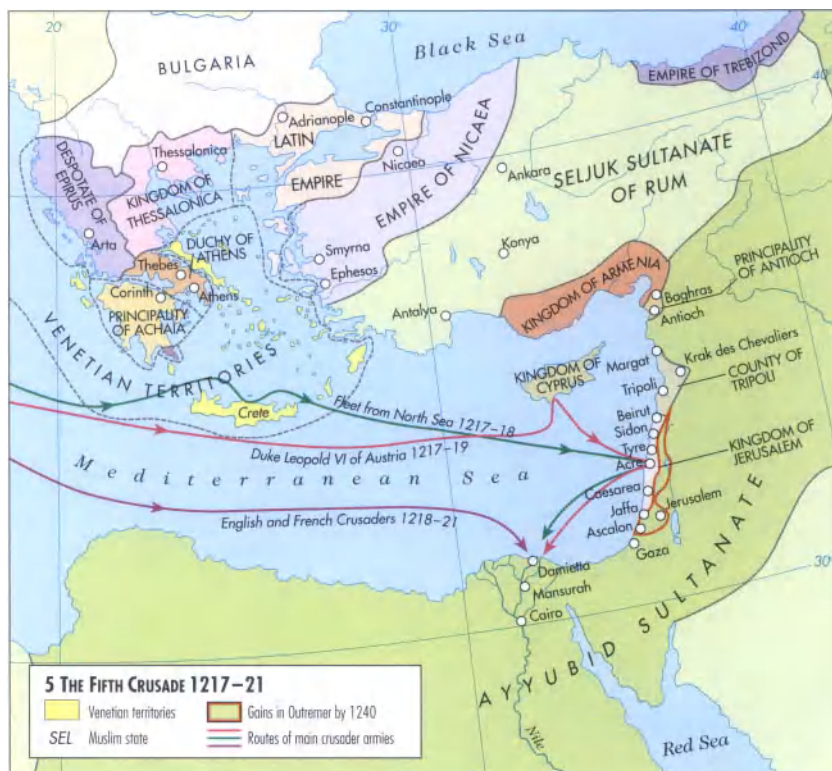 20
30
40
40
Black Sea
BULGARIA
EMPIRE OF TREBIZOND
Adrianople
Constantinople
LATIN
EMPIRE
Nicaea
EMPIRE OF NICAEA
DESPOTATE OF
EPIRUS
Thessalonica
KINGDOM OF
THESSALONICA
Ankara
SELJUK SULTANATE
OF RUM
Arta
DUCHY OF
ATHENS
Thebes
Smyrna
Konya
Ephesos
Corinth
Athens
PRINCIPALITY
OF ACHAIA
Antalya
KINGDOM OF ARMENIA
PRINCIPALITY
OF ANTIOCH
Baghras
Antioch
VENETIAN TERRITORIES
KINGDOM OF
CYPRUS
Margat
Krak des Chevaliers
COUNTY OF
TRIPOLI
Tripoli
Crete
Fleet from North Sea 1217–18
Beirut
Sidon
Duke Leopold VI of Austria 1217–19
Tyre
KINGDOM OF
JERUSALEM
Acre
Mediterranean Sea
Caesarea
English and French Crusaders 1218–21
Jaffa
Jerusalem
Ascalon
Gaza
Damietta
30
Mansurah
Cairo
AYYUBID SULTANATE
Nile
Red Sea
5 THE FIFTH CRUSADE 1217–21
Venetian territories
Gains in Outremer by 1240
SEL Muslim state
Routes of main crusader armies